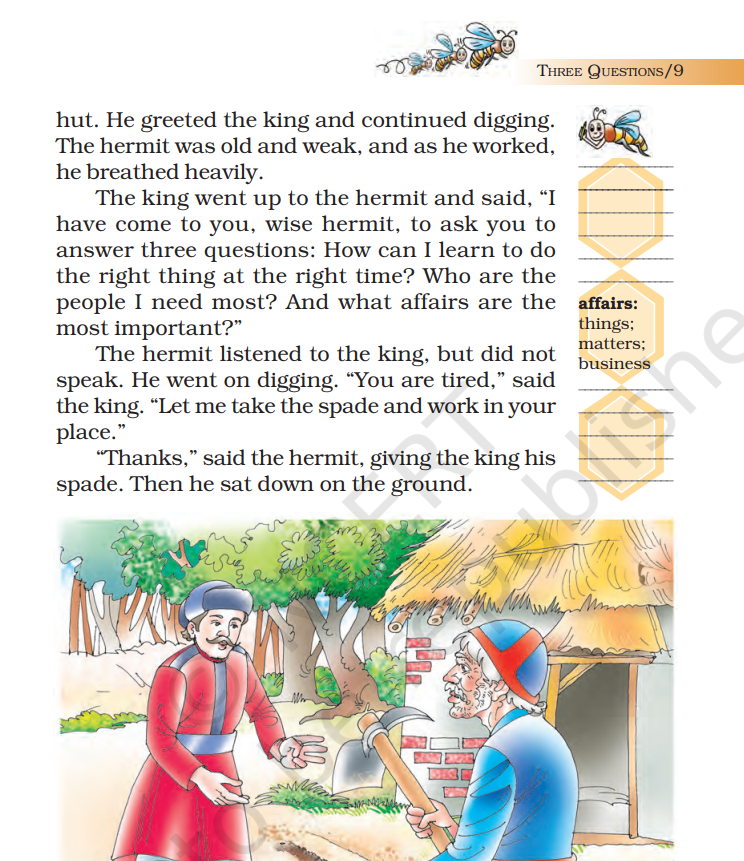 THREE QUESTIONS/9
hut. He greeted the king and continued digging.
The hermit was old and weak, and as he worked,
he breathed heavily.
The king went up to the hermit and said, “I
have come to you, wise hermit, to ask you to
answer three questions: How can I learn to do
the right thing at the right time? Who are the
people I need most? And what affairs are the
most important?”
The hermit listened to the king, but did not
speak. He went on digging. “You are tired,” said
the king. “Let me take the spade and work in your
place.”
“Thanks,” said the hermit, giving the king his
spade. Then he sat down on the ground.
affairs:
things;
matters;
business